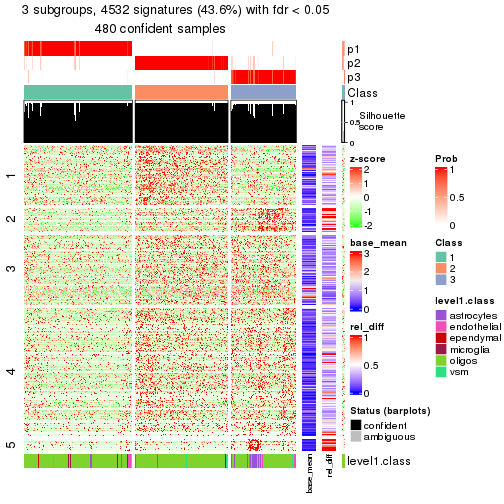 3 subgroups, 4532 signatures (43.6%) with fdr < 0.05
480 confident samples
p1
p2
p3
Class
1
0.5
0
Silhouette
score
1
2
3
4
5
level1.class
base_mean
rel_diff
z-score
2
1
0
-1
-2
base_mean
3
2
1
0
rel_diff
1
0.5
0
Status (barplots)
confident
ambiguous
Prob
1
0.5
0
Class
1
2
3
level1.class
astrocytes
endothelial
ependymal
microglia
oligos
vsm